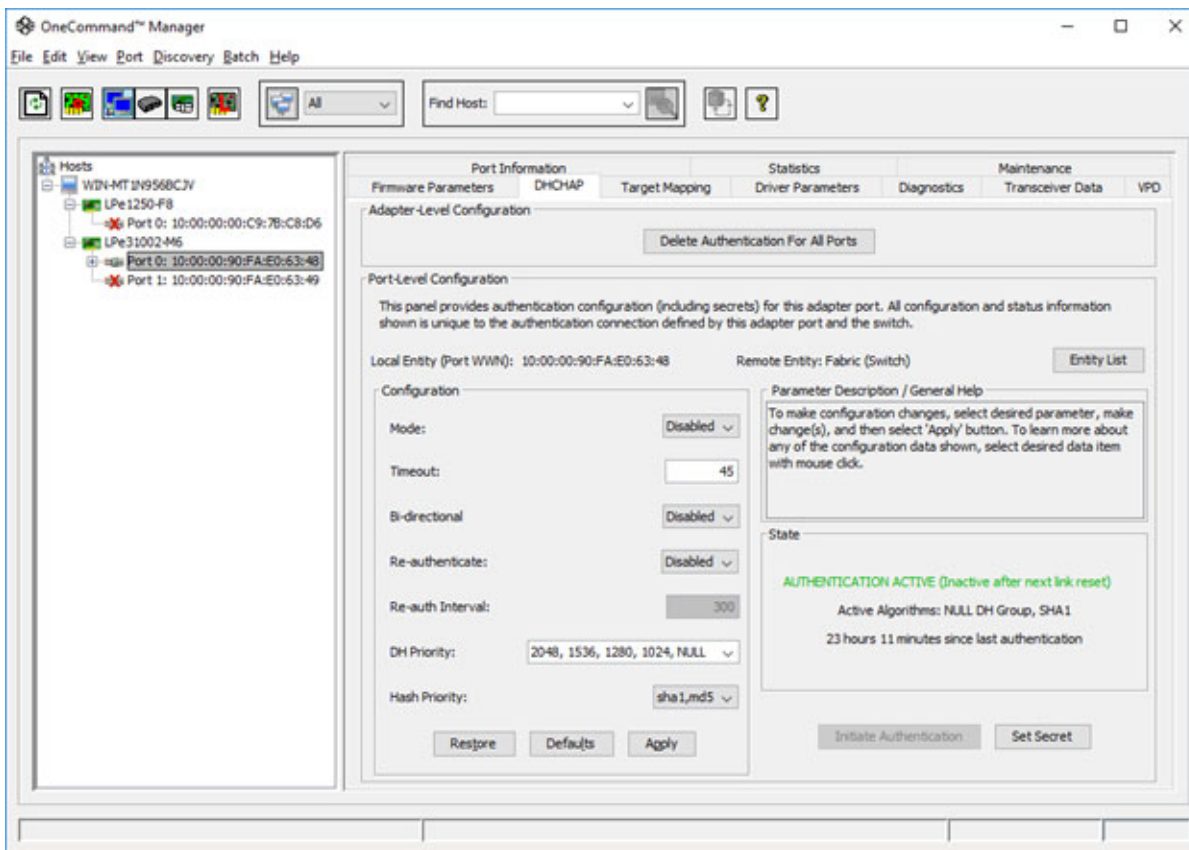 OneCommand™ Manager
File Edit View Port Discovery Batch Help
All
Find Host:
Hosts
WIN-MT1N956BCJV
LPe1250-F8
Port 0: 10:00:00:00:C9:7B:C8:D6
LPe31002-M6
Port 0: 10:00:00:90:FA:E0:63:48
Port 1: 10:00:00:90:FA:E0:63:49
Port Information Statistics Maintenance
Firmware Parameters DHCHAP Target Mapping Driver Parameters Diagnostics Transceiver Data VPD
Adapter-Level Configuration
Delete Authentication For All Ports
Port-Level Configuration
This panel provides authentication configuration (including secrets) for this adapter port. All configuration and status information
shown is unique to the authentication connection defined by this adapter port and the switch.
Local Entity (Port WWN): 10:00:00:90:FA:E0:63:48 Remote Entity: Fabric (Switch) Entity List
Configuration
Mode: Disabled
Timeout: 45
Bi-directional Disabled
Re-authenticate: Disabled
Re-auth Interval: 300
DH Priority: 2048, 1536, 1280, 1024, NULL
Hash Priority: sha1,md5
Restore Defaults Apply
Parameter Description / General Help
To make configuration changes, select desired parameter, make
change(s), and then select 'Apply' button. To learn more about
any of the configuration data shown, select desired data item
with mouse click.
State
AUTHENTICATION ACTIVE (Inactive after next link reset)
Active Algorithms: NULL DH Group, SHA1
23 hours 11 minutes since last authentication
Initiate Authentication Set Secret